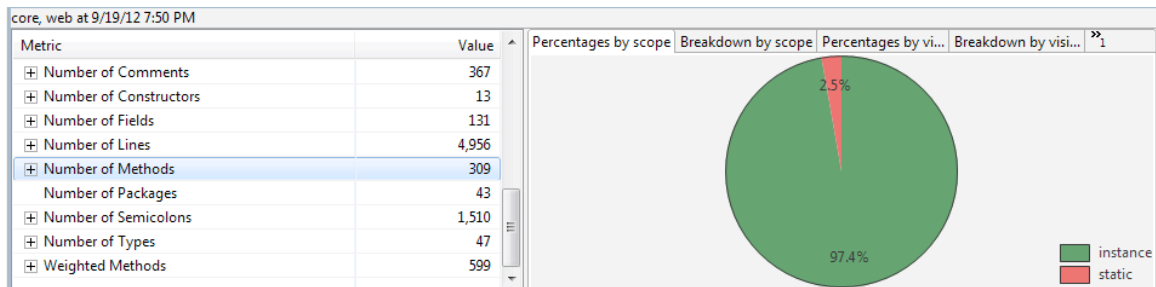 core, web at 9/19/12 7:50 PM
Metric Value
Number of Comments 367
Number of Constructors 13
Number of Fields 131
Number of Lines 4,956
Number of Methods 309
Number of Packages 43
Number of Semicolons 1,510
Number of Types 47
Weighted Methods 599
Percentages by scope Breakdown by scope Percentages by vi... Breakdown by visi... »1
2.5%
97.4%
instance
static